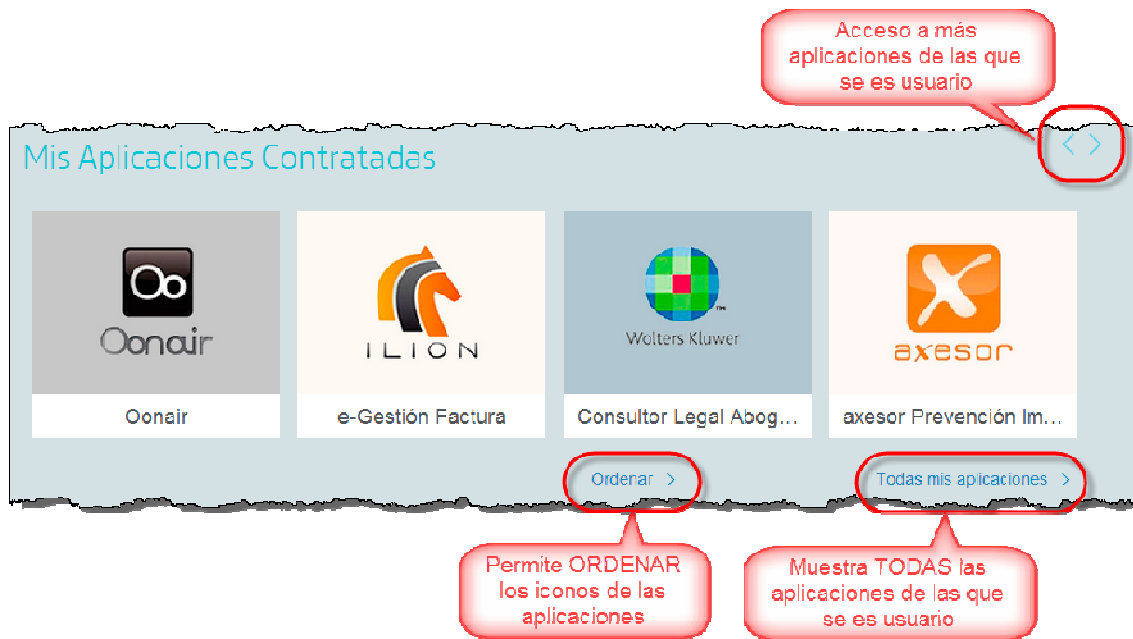 Acceso a más
aplicaciones de las que
se es usuario
Mis Aplicaciones Contratadas
Oo
Oonair
ILION
Wolters Kluwer
TM
axesor
Oonair
e-Gestión Factura
Consultor Legal Abog...
axesor Prevención Im...
Ordenar >
Todas mis aplicaciones >
Permite ORDENAR
los iconos de las
aplicaciones
Muestra TODAS las
aplicaciones de las que
se es usuario